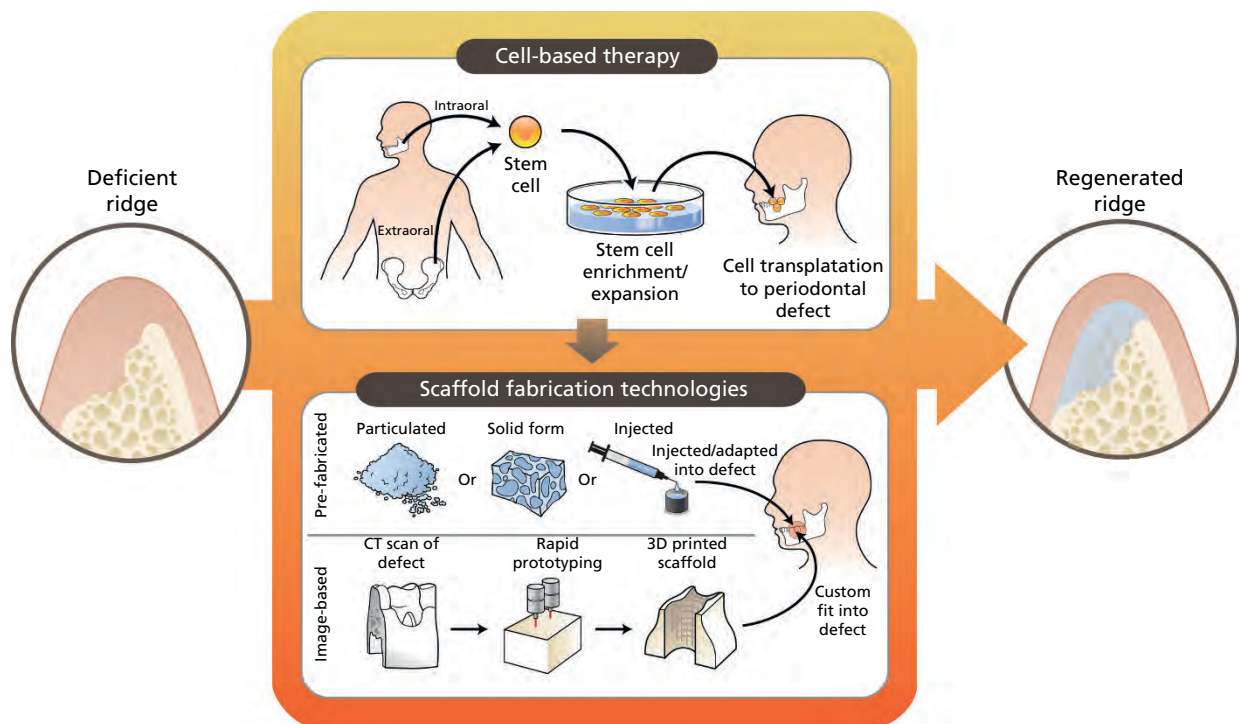 Cell-based therapy
Intraoral
Stem
cell
Extraoral
Stem cell
enrichment/
expansion
Cell transplatation
to periodontal
defect
Deficient
ridge
Regenerated
ridge
Scaffold fabrication technologies
Pre-fabricated
Particulated
Or
Solid form
Or
Injected
Injected/adapted
into defect
Image-based
CT scan of
defect
Rapid
prototyping
3D printed
scaffold
Custom
fit into
defect